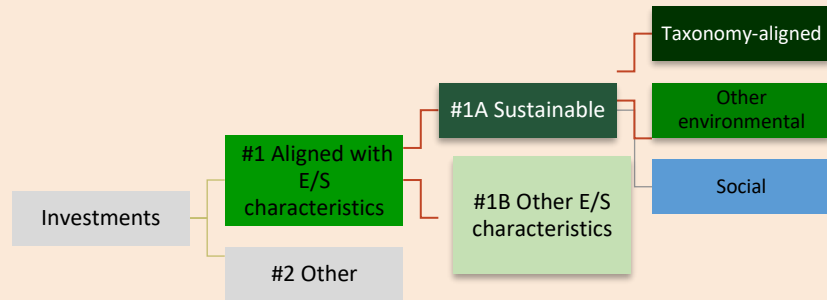 Taxonomy-aligned
#1A Sustainable
Other
environmental
#1 Aligned with
E/S
characteristics
#1B Other E/S
characteristics
Social
Investments
#2 Other